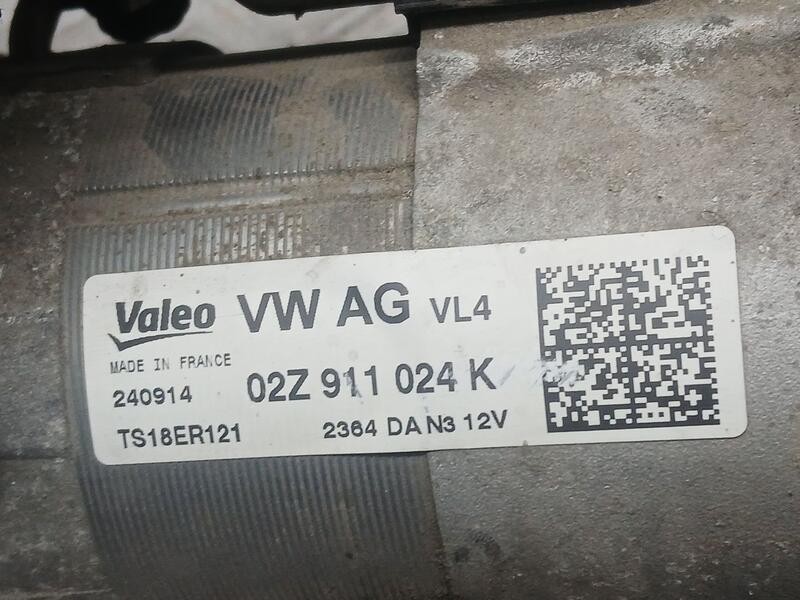 Valeo VW AG VL4
MADE IN FRANCE
240914 02Z 911 024 K
TS18ER121 2364 DA N3 12V